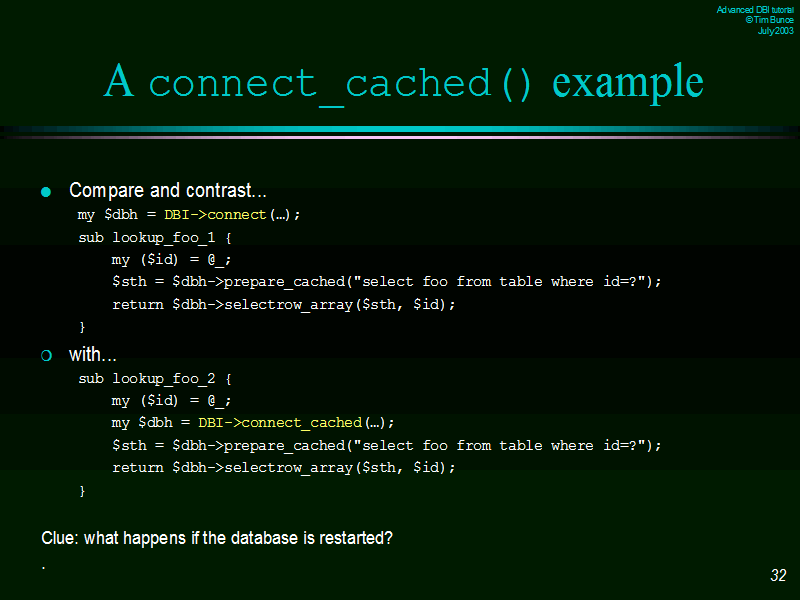 Advanced DBI tutorial
© Tim Bunce
July 2003
A connect_cached() example
Compare and contrast...
my $dbh = DBI->connect(…);
sub lookup_foo_1 {
my ($id) = @_;
$sth = $dbh->prepare_cached("select foo from table where id=?");
return $dbh->selectrow_array($sth, $id);
}
with...
sub lookup_foo_2 {
my ($id) = @_;
my $dbh = DBI->connect_cached(…);
$sth = $dbh->prepare_cached("select foo from table where id=?");
return $dbh->selectrow_array($sth, $id);
}
Clue: what happens if the database is restarted?
.
32